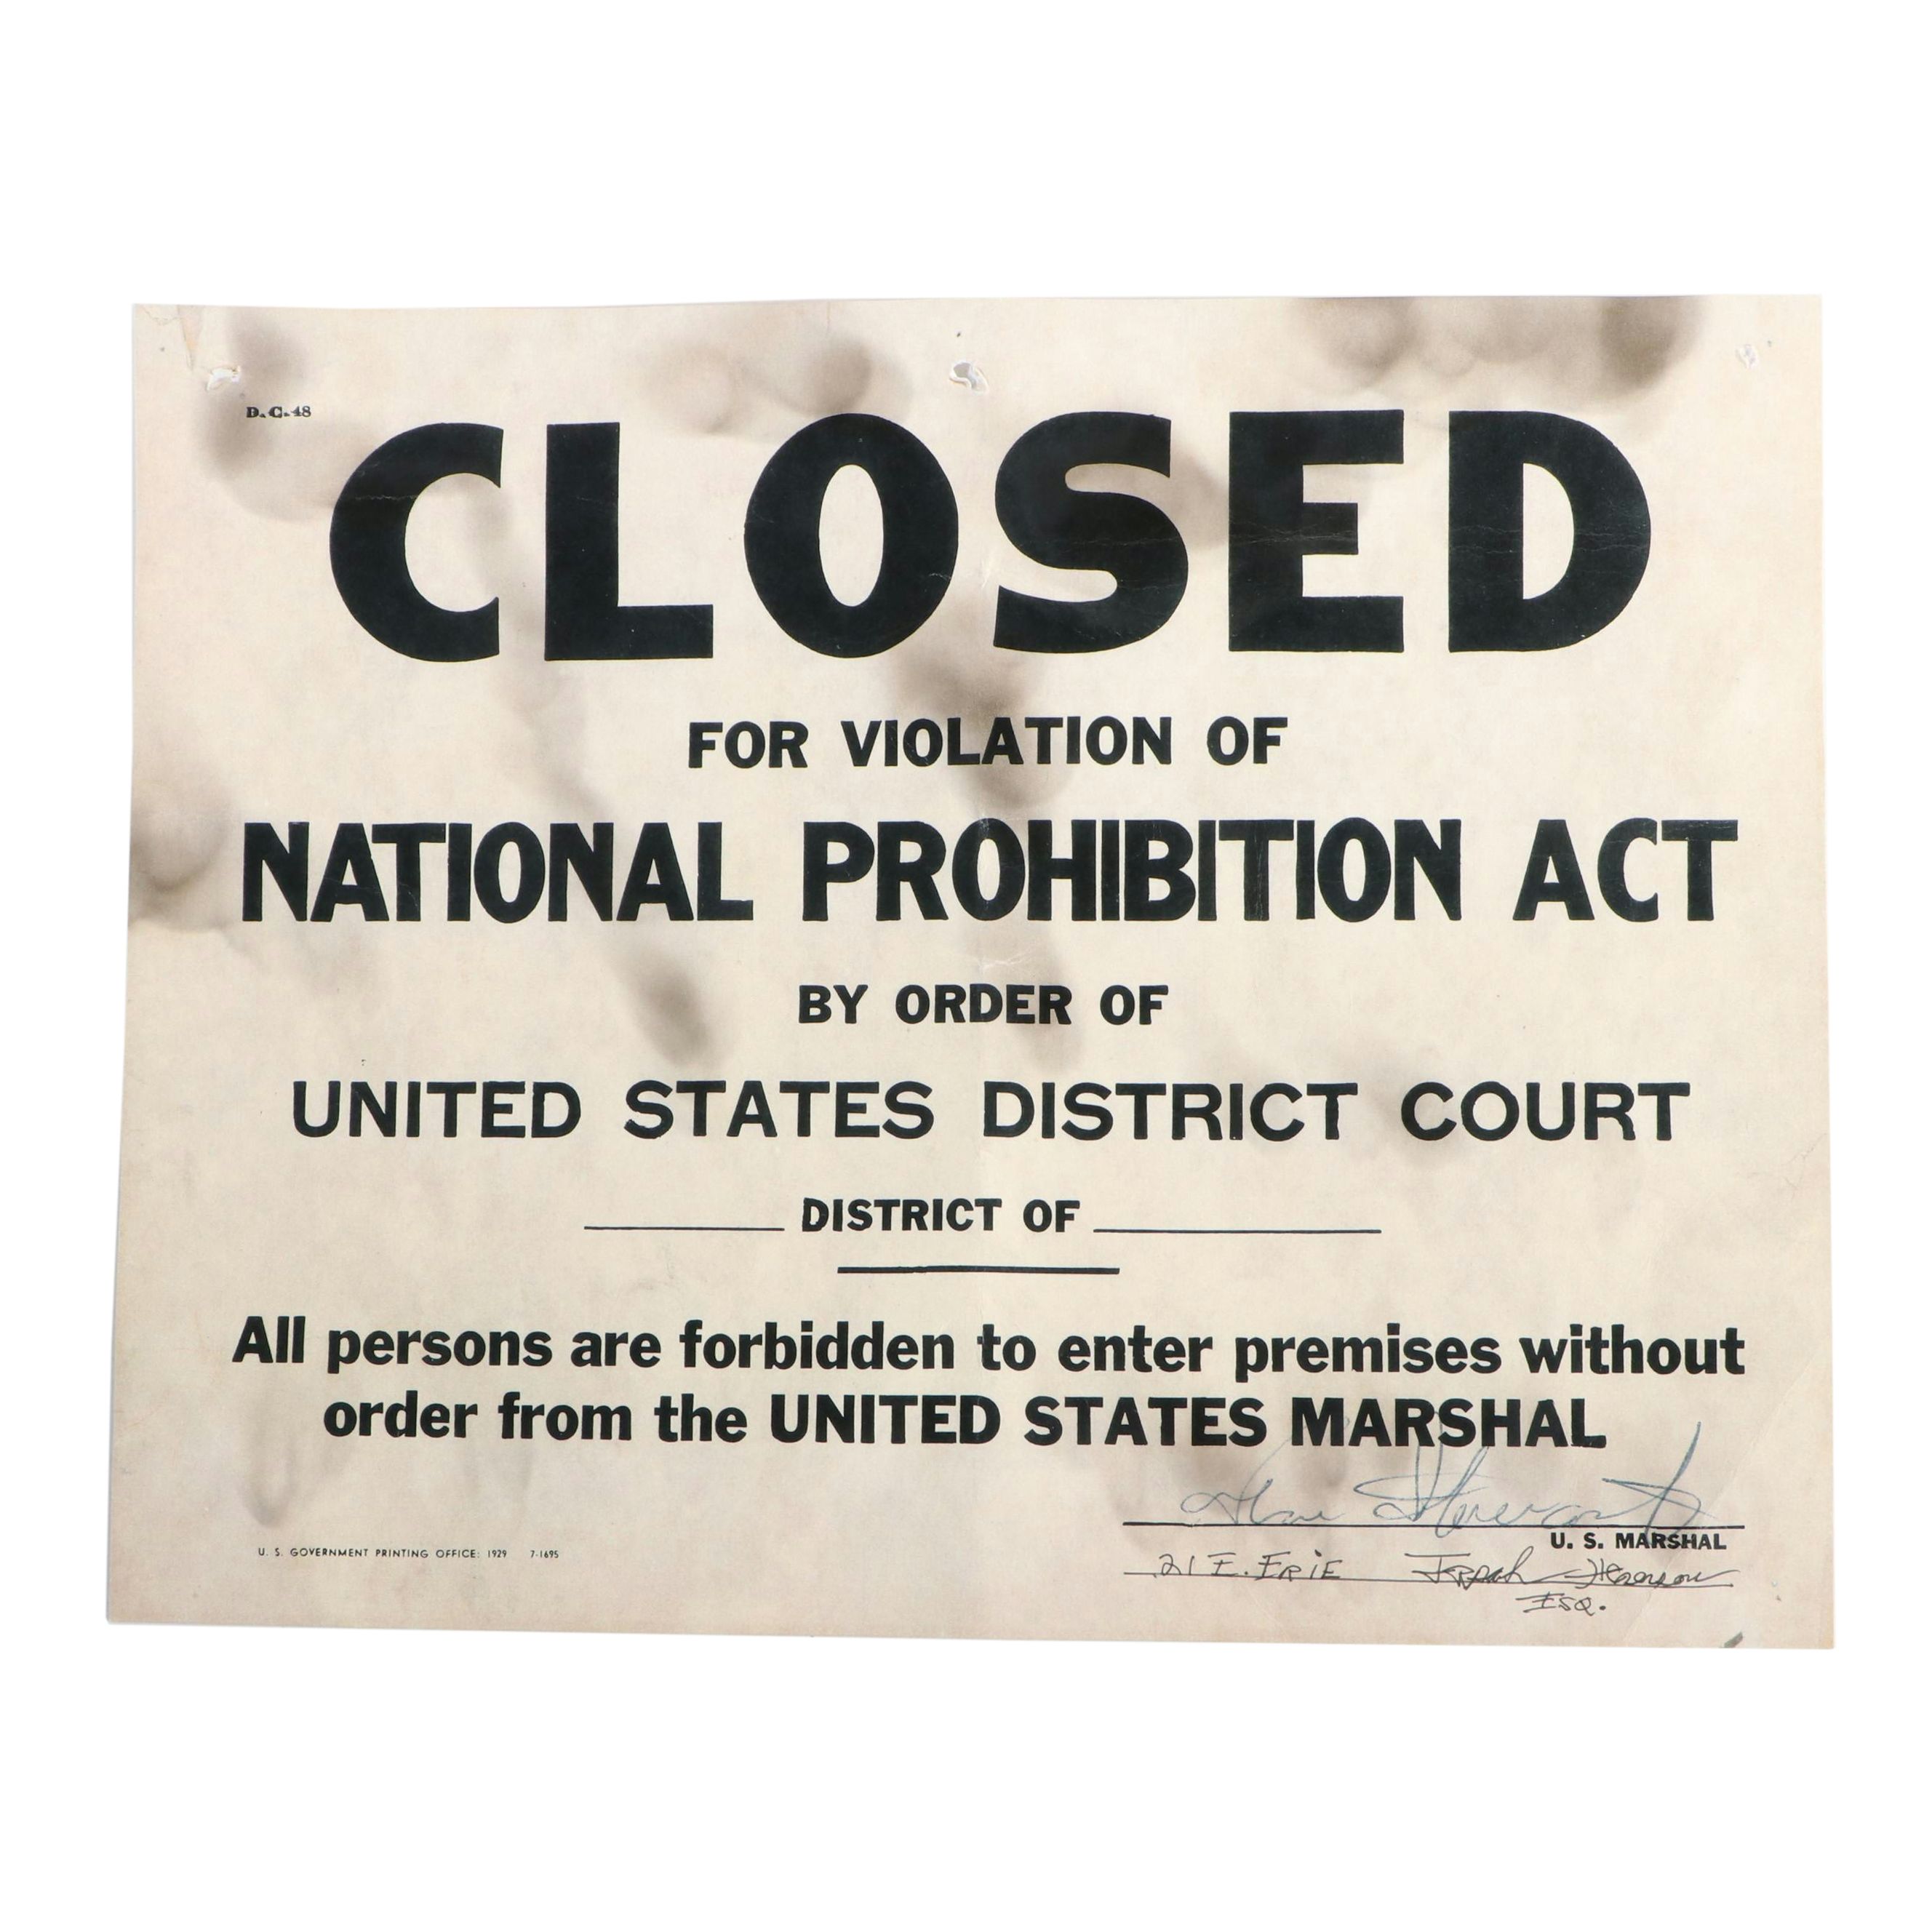 D. C. 48
CLOSED
FOR VIOLATION OF
NATIONAL PROHIBITION ACT
BY ORDER OF
UNITED STATES DISTRICT COURT
DISTRICT OF
All persons are forbidden to enter premises without
order from the UNITED STATES MARSHAL
U. S. MARSHAL
U. S. GOVERNMENT PRINTING OFFICE: 1929 7-1695
21 E. ERIE
ESQ.